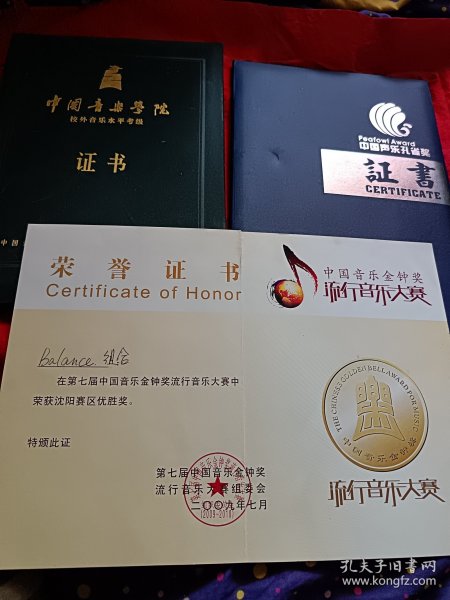 中国音乐学院
校外音乐水平考级
证书
中国
Peafowl Award
中国声乐孔雀奖
証書
CERTIFICATE
荣誉证书
Certificate of Honor
中国音乐金钟奖
流行音乐大赛
Balance 组合
在第七届中国音乐金钟奖流行音乐大赛中
荣获沈阳赛区优胜奖。
特颁此证
第七届中国音乐金钟奖
流行音乐大赛组委会
二〇〇九年七月
(2009-2010)
THE CHINESE GOLDEN BELL AWARD FOR MUSIC
中国音乐金钟奖
流行音乐大赛
孔夫子旧书网
www.kongfz.com